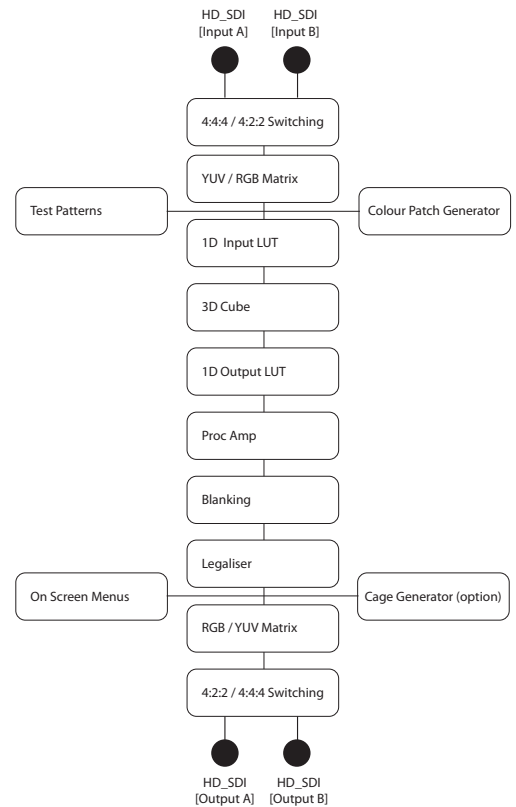 HD_SDI
[Input A]
HD_SDI
[Input B]
4:4:4 / 4:2:2 Switching
YUV / RGB Matrix
Test Patterns
Colour Patch Generator
1D Input LUT
3D Cube
1D Output LUT
Proc Amp
Blanking
Legaliser
On Screen Menus
Cage Generator (option)
RGB / YUV Matrix
4:2:2 / 4:4:4 Switching
HD_SDI
[Output A]
HD_SDI
[Output B]